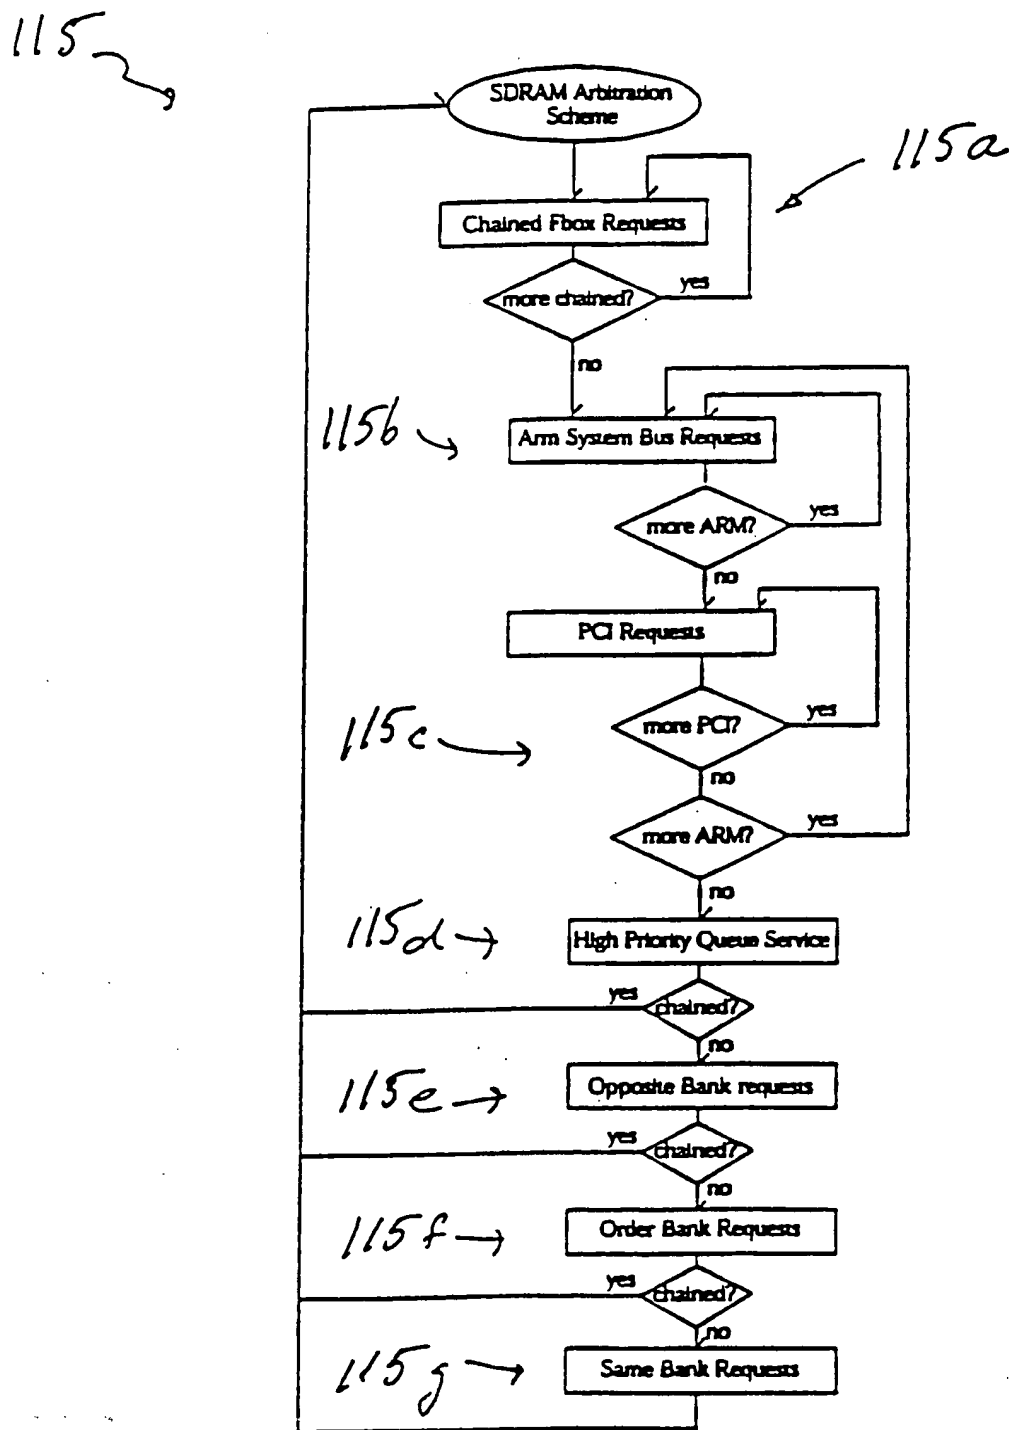 115
SDRAM Arbitration
Scheme
115a
Chained Fbox Requests
more chained?
yes
no
115b
Arm System Bus Requests
more ARM?
yes
no
PCI Requests
115c
more PCI?
yes
no
more ARM?
yes
no
115d
High Priority Queue Service
yes
chained?
no
115e
Opposite Bank requests
yes
chained?
no
115f
Order Bank Requests
yes
chained?
no
115g
Same Bank Requests